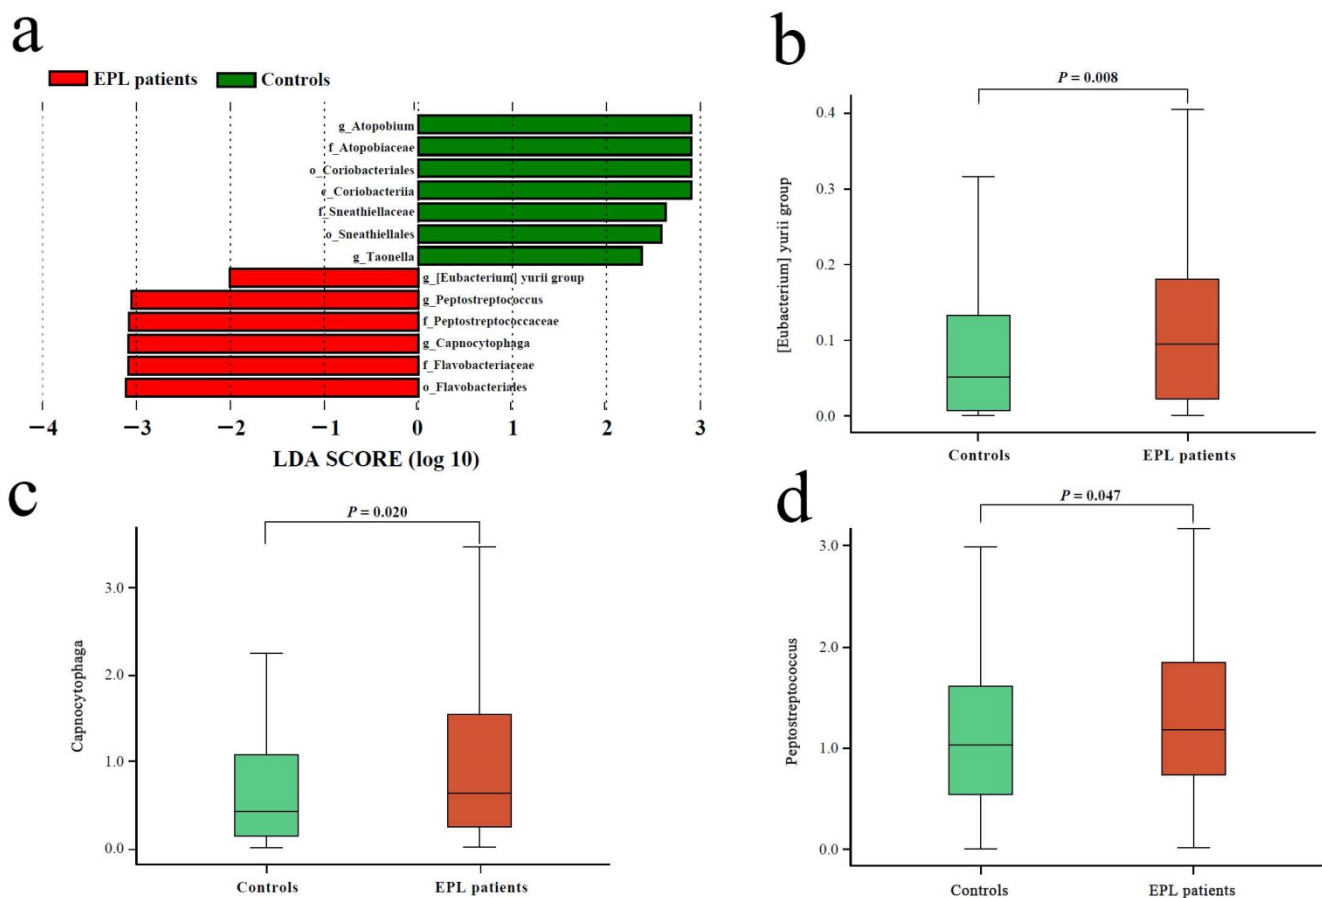 a
EPL patients
Controls
g_Atopobium
f_Atopobiaceae
o_Coriobacteriales
c_Coriobacteriia
f_Sneathiellaceae
o_Sneathiellales
g_Taonella
g_[Eubacterium] yurii group
g_Peptostreptococcus
f_Peptostreptococcaceae
g_Capnocytophaga
f_Flavobacteriaceae
o_Flavobacteriales
−4 −3 −2 −1 0 1 2 3
LDA SCORE (log 10)
b
P = 0.008
[Eubacterium] yurii group
0.4
0.3
0.2
0.1
0.0
Controls EPL patients
c
P = 0.020
Capnocytophaga
3.0
2.0
1.0
0.0
Controls EPL patients
d
P = 0.047
Peptostreptococcus
3.0
2.0
1.0
0.0
Controls EPL patients